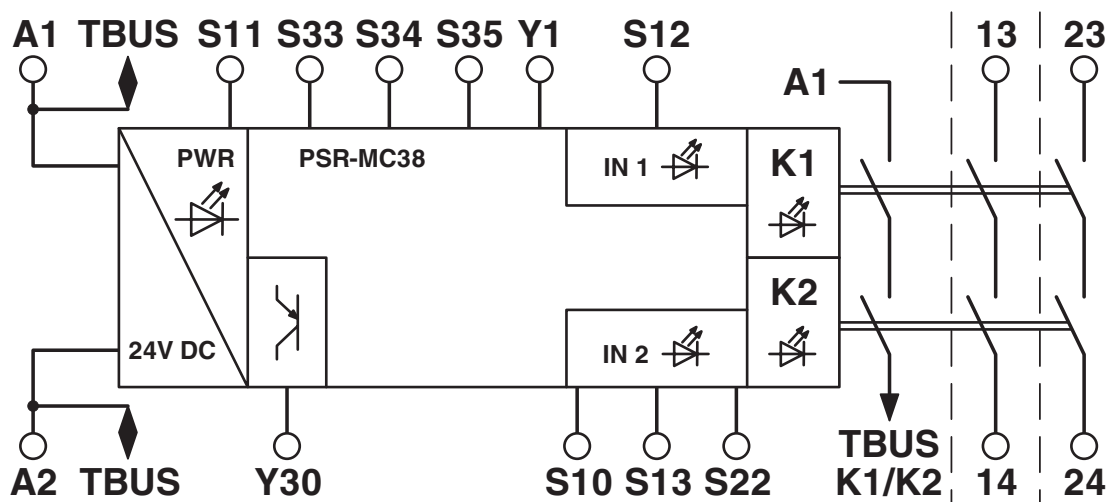 A1 TBUS S11 S33 S34 S35 Y1 S12 13 23
A1
PWR PSR-MC38 IN 1 K1
K2
24V DC IN 2
TBUS
A2 TBUS Y30 S10 S13 S22 K1/K2 14 24